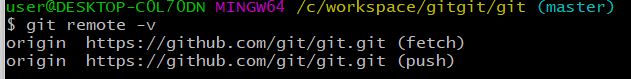 user@DESKTOP-C0L70DN MINGW64 /c/workspace/gitgit/git (master)
$ git remote -v
origin  https://github.com/git/git.git (fetch)
origin  https://github.com/git/git.git (push)